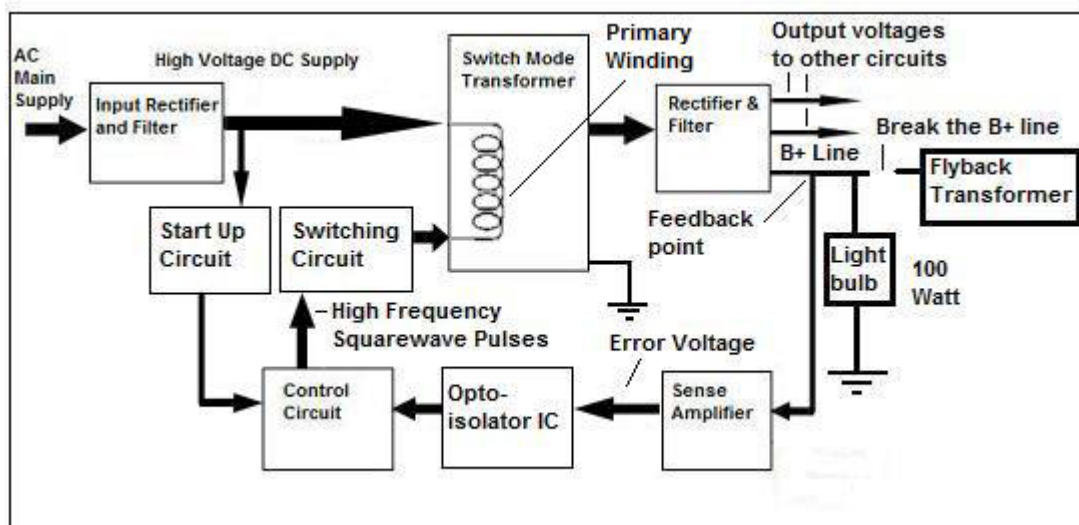 AC
Main
Supply
High Voltage DC Supply
Input Rectifier
and Filter
Switch Mode
Transformer
Primary
Winding
Output voltages
to other circuits
Rectifier &
Filter
B+ Line
Break the B+ line
Flyback
Transformer
Feedback
point
Start Up
Circuit
Switching
Circuit
Light
bulb
100
Watt
High Frequency
Squarewave Pulses
Error Voltage
Control
Circuit
Opto-
isolator IC
Sense
Amplifier